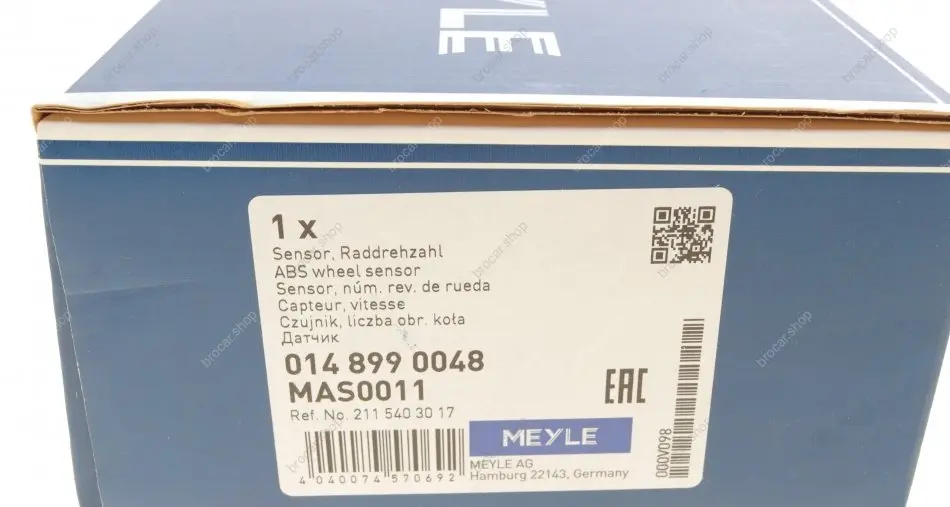 YLE
1 x
Sensor, Raddrehzahl
ABS wheel sensor
Sensor, núm. rev. de rueda
Capteur, vitesse
Czujnik, liczba obr. koła
Датчик
014 899 0048
MAS0011
Ref. No. 211 540 30 17
EAC
000V098
MEYLE
MEYLE AG
Hamburg 22143, Germany
4 040074 570692
brocar.shop